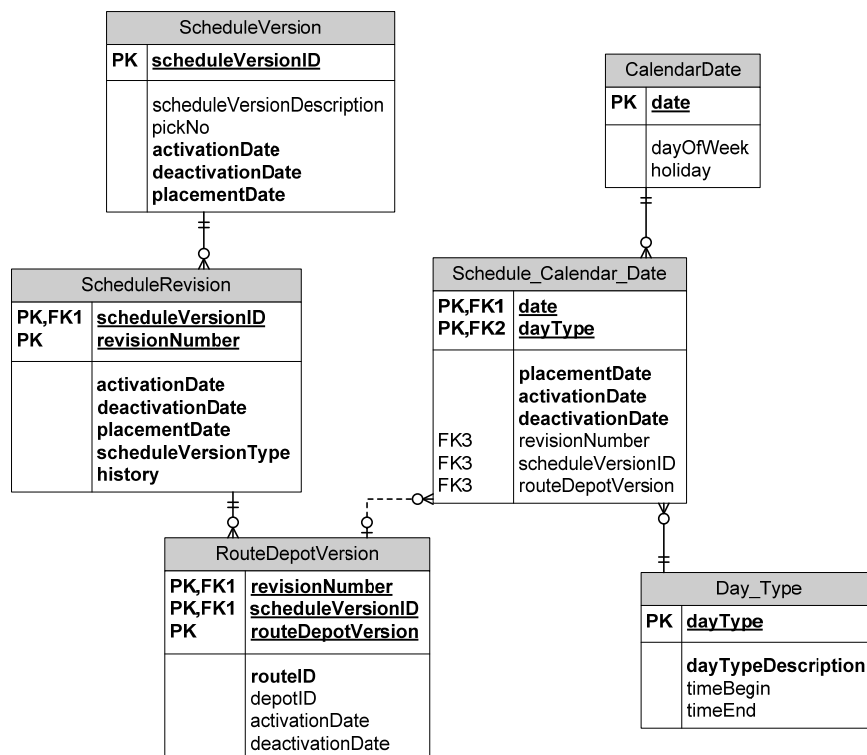 ScheduleVersion
PK scheduleVersionID
scheduleVersionDescription
pickNo
activationDate
deactivationDate
placementDate
CalendarDate
PK date
dayOfWeek
holiday
ScheduleRevision
PK,FK1 scheduleVersionID
PK revisionNumber
activationDate
deactivationDate
placementDate
scheduleVersionType
history
Schedule_Calendar_Date
PK,FK1 date
PK,FK2 dayType
placementDate
activationDate
deactivationDate
FK3 revisionNumber
FK3 scheduleVersionID
FK3 routeDepotVersion
RouteDepotVersion
PK,FK1 revisionNumber
PK,FK1 scheduleVersionID
PK routeDepotVersion
routeID
depotID
activationDate
deactivationDate
Day_Type
PK dayType
dayTypeDescription
timeBegin
timeEnd